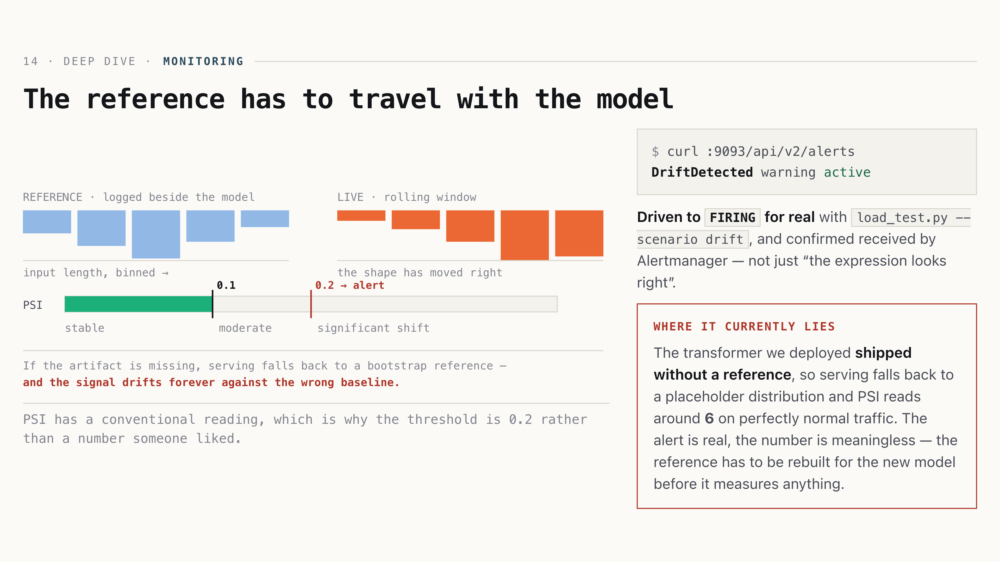 14 · DEEP DIVE · MONITORING
The reference has to travel with the model
REFERENCE · logged beside the model
input length, binned →
LIVE · rolling window
the shape has moved right
0.1
0.2 → alert
PSI
stable
moderate
significant shift
If the artifact is missing, serving falls back to a bootstrap reference —
and the signal drifts forever against the wrong baseline.
PSI has a conventional reading, which is why the threshold is 0.2 rather
than a number someone liked.
$ curl :9093/api/v2/alerts
DriftDetected warning active
Driven to FIRING for real with load_test.py --
scenario drift, and confirmed received by
Alertmanager — not just “the expression looks
right”.
WHERE IT CURRENTLY LIES
The transformer we deployed shipped
without a reference, so serving falls back to
a placeholder distribution and PSI reads
around 6 on perfectly normal traffic. The
alert is real, the number is meaningless — the
reference has to be rebuilt for the new model
before it measures anything.